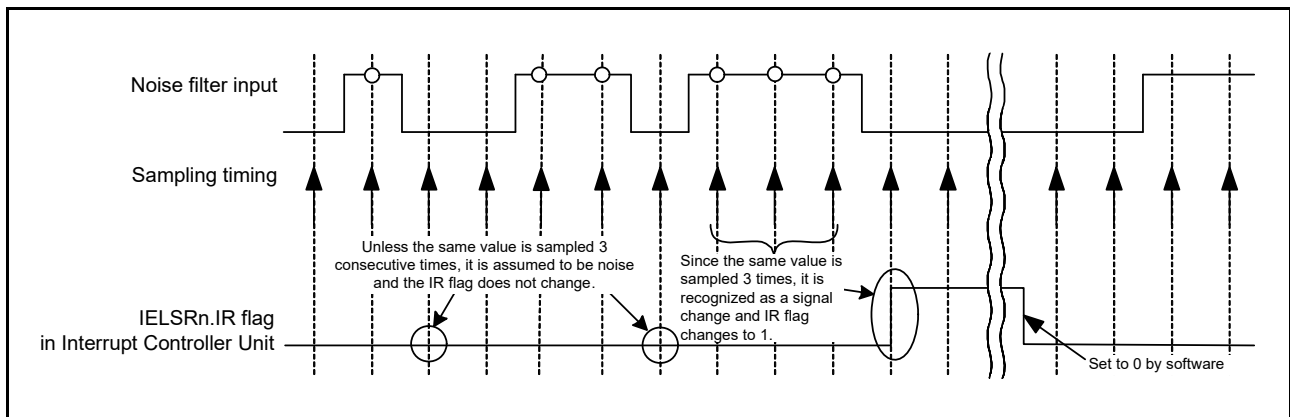 Noise filter input
Sampling timing
Unless the same value is sampled 3
consecutive times, it is assumed to be noise
and the IR flag does not change.
Since the same value is
sampled 3 times, it is
recognized as a signal
change and IR flag
changes to 1.
IELSRn.IR flag
in Interrupt Controller Unit
Set to 0 by software